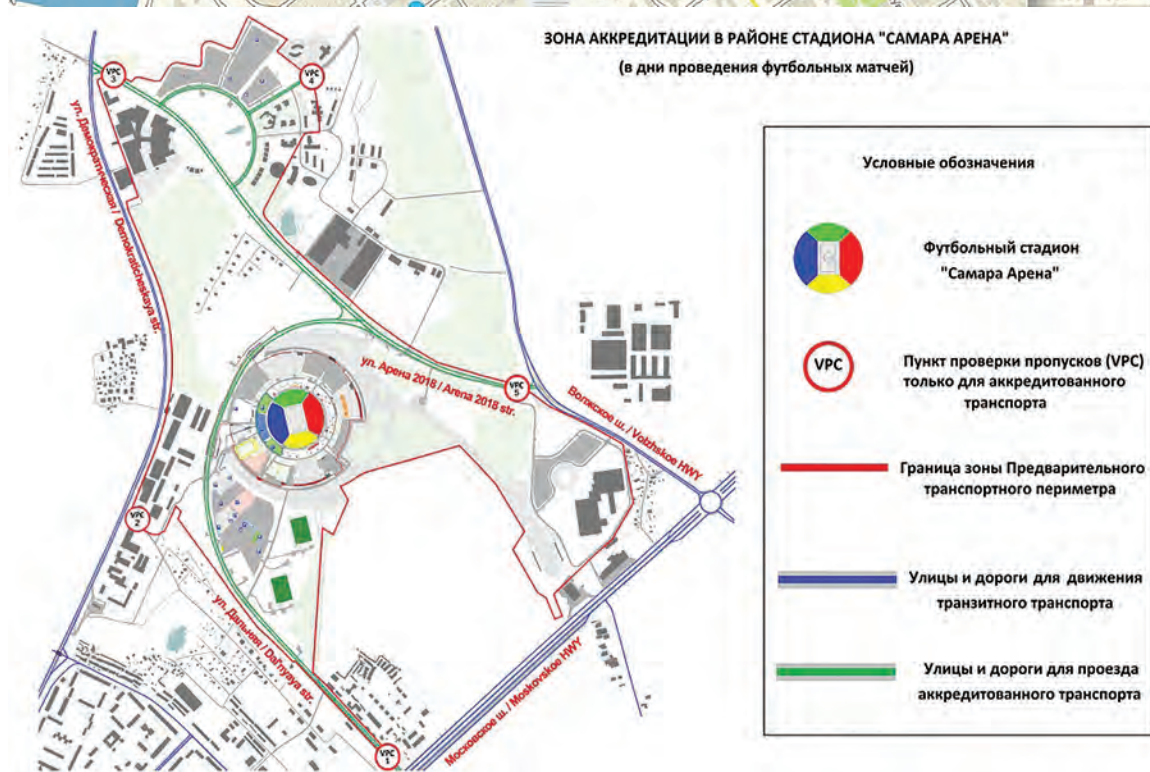 ЗОНА АККРЕДИТАЦИИ В РАЙОНЕ СТАДИОНА "САМАРА АРЕНА"
(в дни проведения футбольных матчей)
VPC
3
VPC
4
ул. Демократическая / Demokraticheskaya str.
ул. Арена 2018 / Arena 2018 str.
VPC
5
Волжское ш. / Volzhskoe HWY
VPC
2
ул. Дальняя / Dal'nyaya str.
Московское ш. / Moskovskoe HWY
VPC
1
Условные обозначения
Футбольный стадион
"Самара Арена"
VPC
Пункт проверки пропусков (VPC)
только для аккредитованного
транспорта
Граница зоны Предварительного
транспортного периметра
Улицы и дороги для движения
транзитного транспорта
Улицы и дороги для проезда
аккредитованного транспорта